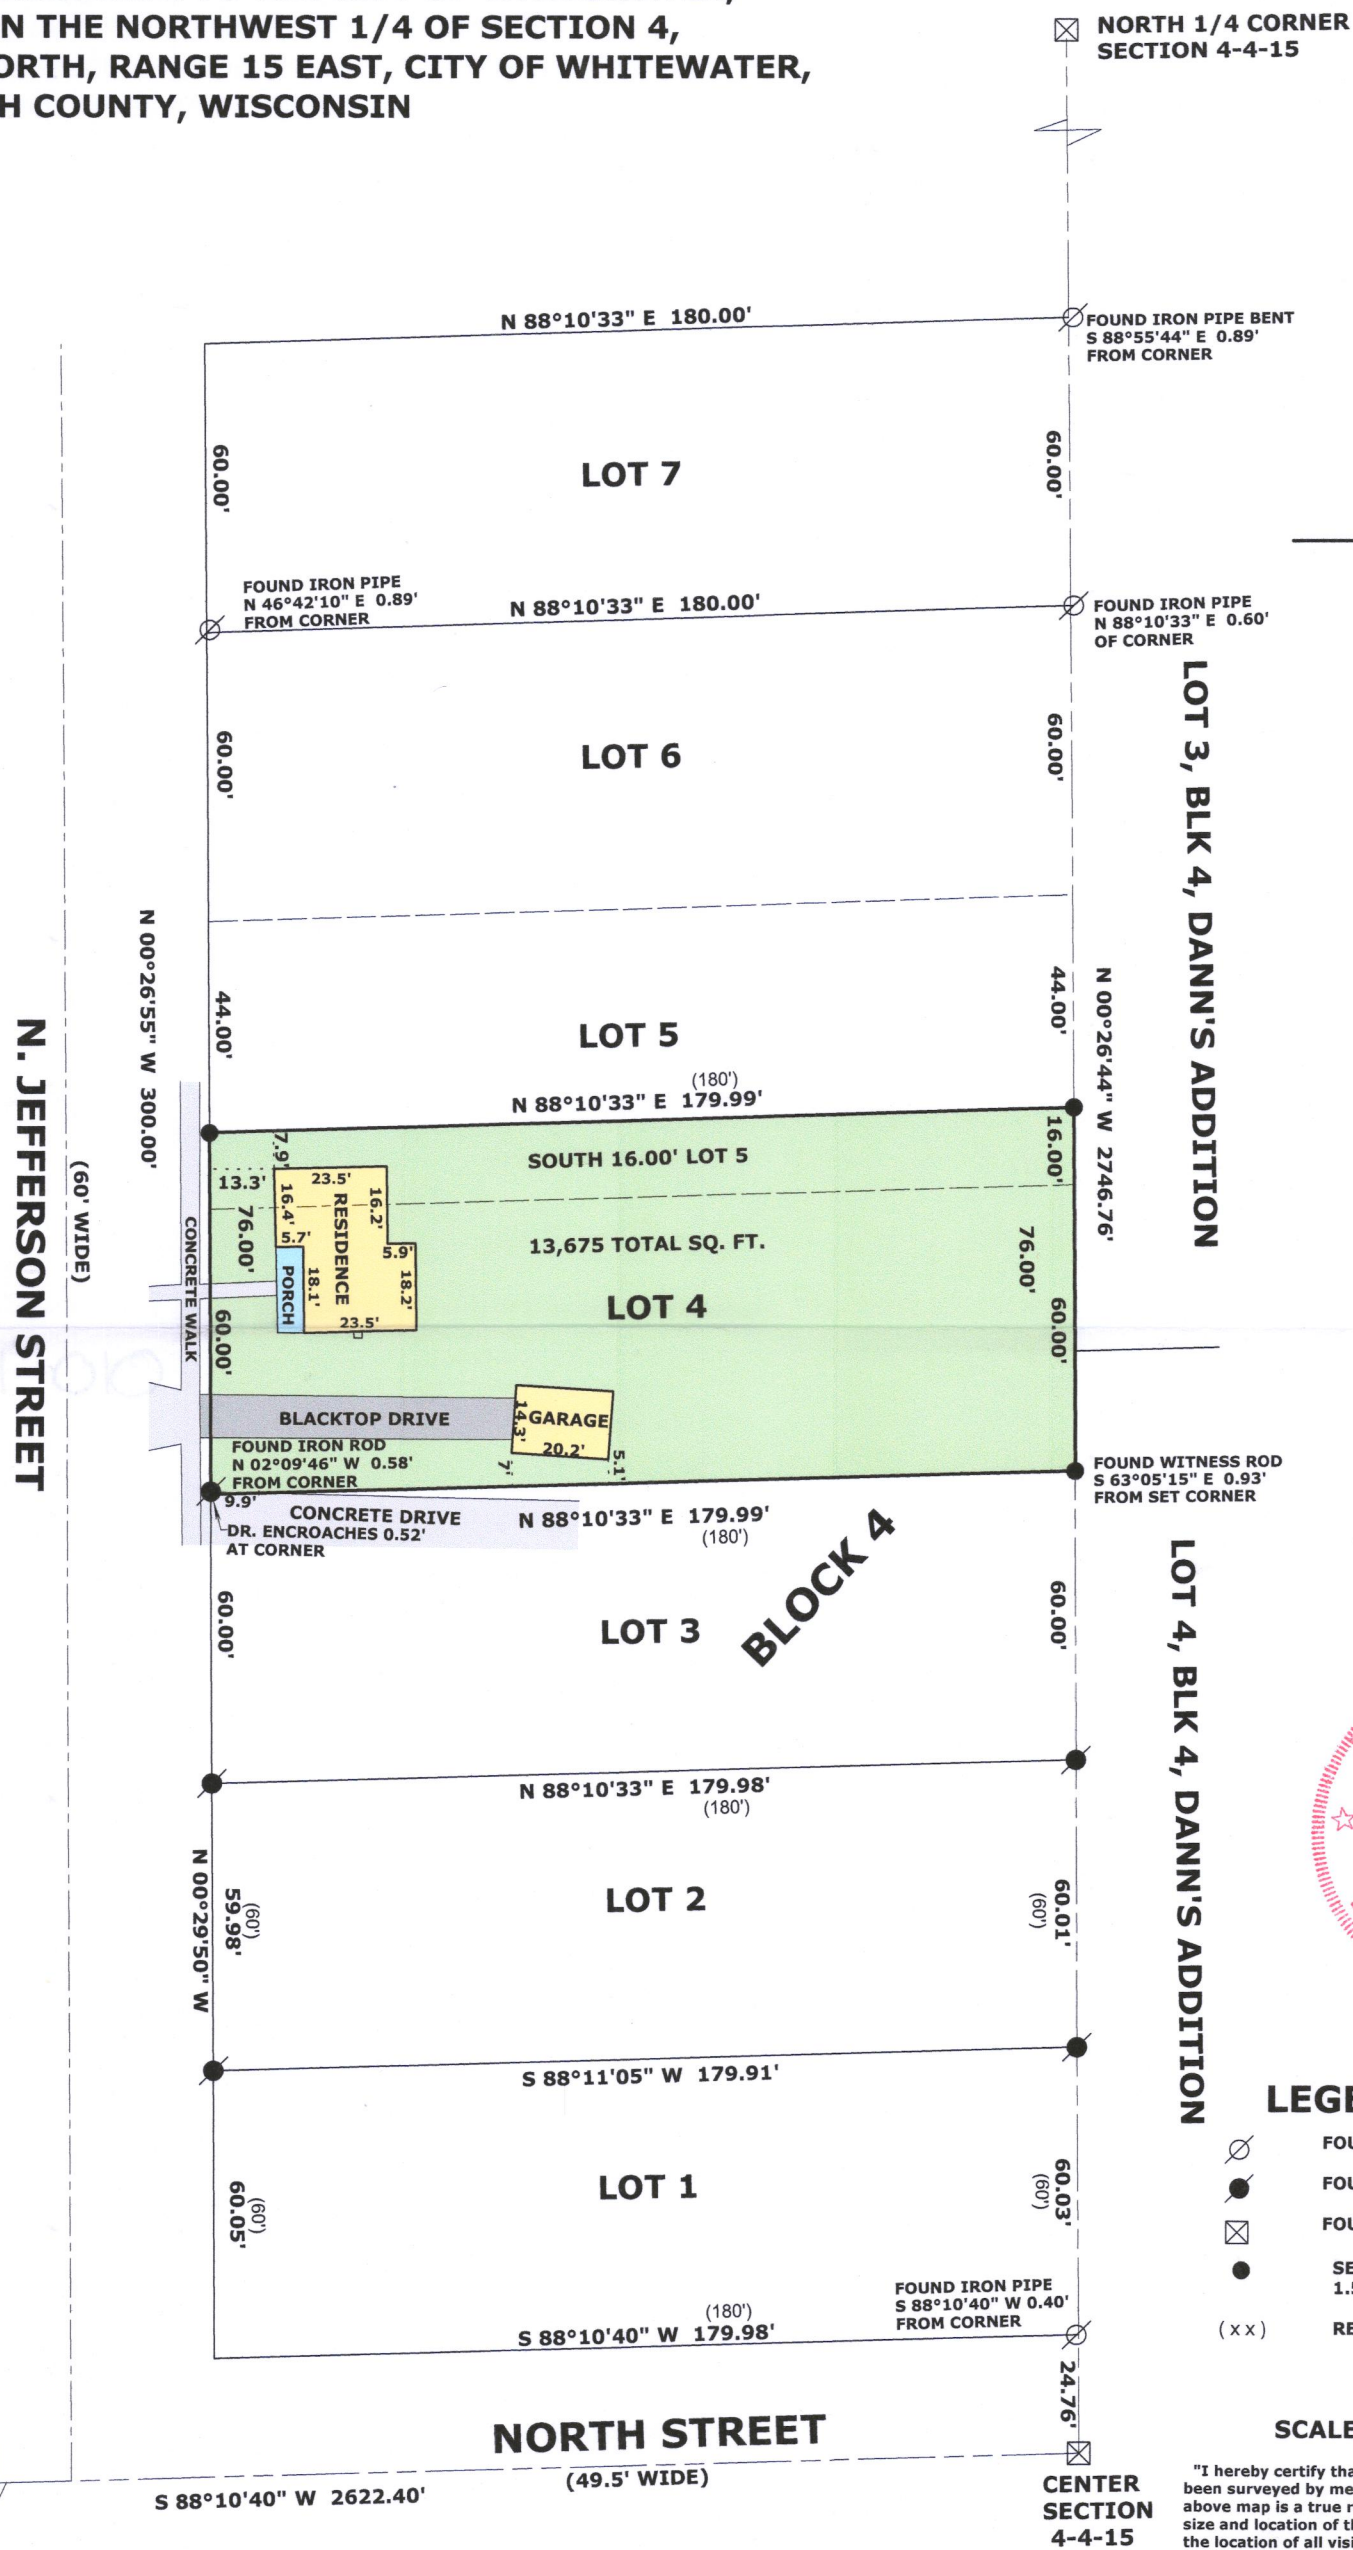 N THE NORTHWEST 1/4 OF SECTION 4,
ORTH, RANGE 15 EAST, CITY OF WHITEWATER,
H COUNTY, WISCONSIN
NORTH 1/4 CORNER
SECTION 4-4-15
N 88°10'33" E 180.00'
FOUND IRON PIPE BENT
S 88°55'44" E 0.89'
FROM CORNER
60.00'
LOT 7
60.00'
FOUND IRON PIPE
N 46°42'10" E 0.89'
FROM CORNER
N 88°10'33" E 180.00'
FOUND IRON PIPE
N 88°10'33" E 0.60'
OF CORNER
60.00'
LOT 6
60.00'
LOT 3, BLK 4, DANN'S ADDITION
N 00°26'55" W 300.00'
44.00'
LOT 5
44.00'
N 00°26'44" W 2746.76'
(180')
N 88°10'33" E 179.99'
N. JEFFERSON STREET
(60' WIDE)
CONCRETE WALK
7.9'
13.3'
23.5'
16.4'
16.2'
RESIDENCE
5.7'
5.9'
PORCH
18.1'
18.2'
23.5'
76.00'
60.00'
SOUTH 16.00' LOT 5
16.00'
13,675 TOTAL SQ. FT.
76.00'
LOT 4
60.00'
BLACKTOP DRIVE
14.3'
GARAGE
20.2'
7'
5.1'
FOUND IRON ROD
N 02°09'46" W 0.58'
FROM CORNER
FOUND WITNESS ROD
S 63°05'15" E 0.93'
FROM SET CORNER
9.9'
CONCRETE DRIVE
DR. ENCROACHES 0.52'
AT CORNER
N 88°10'33" E 179.99'
(180')
BLOCK 4
60.00'
LOT 3
60.00'
LOT 4, BLK 4, DANN'S ADDITION
N 88°10'33" E 179.98'
(180')
N 00°29'50" W
59.98'
(60')
LOT 2
60.01'
(60')
S 88°11'05" W 179.91'
60.05'
(60')
LOT 1
60.03'
(60')
FOUND IRON PIPE
S 88°10'40" W 0.40'
FROM CORNER
(180')
S 88°10'40" W 179.98'
24.76'
NORTH STREET
(49.5' WIDE)
S 88°10'40" W 2622.40'
CENTER
SECTION
4-4-15
LEGE
FOU
FOU
FOU
SE
1.5
(xx)
RE
SCALE
"I hereby certify tha
been surveyed by me
above map is a true r
size and location of th
the location of all visi